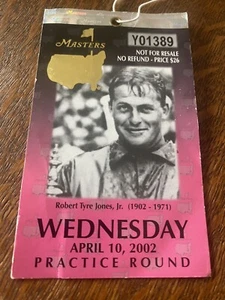 MASTERS
Y01389
NOT FOR RESALE
NO REFUND - PRICE $26
Robert Tyre Jones, Jr. (1902 - 1971)
WEDNESDAY
APRIL 10, 2002
PRACTICE ROUND